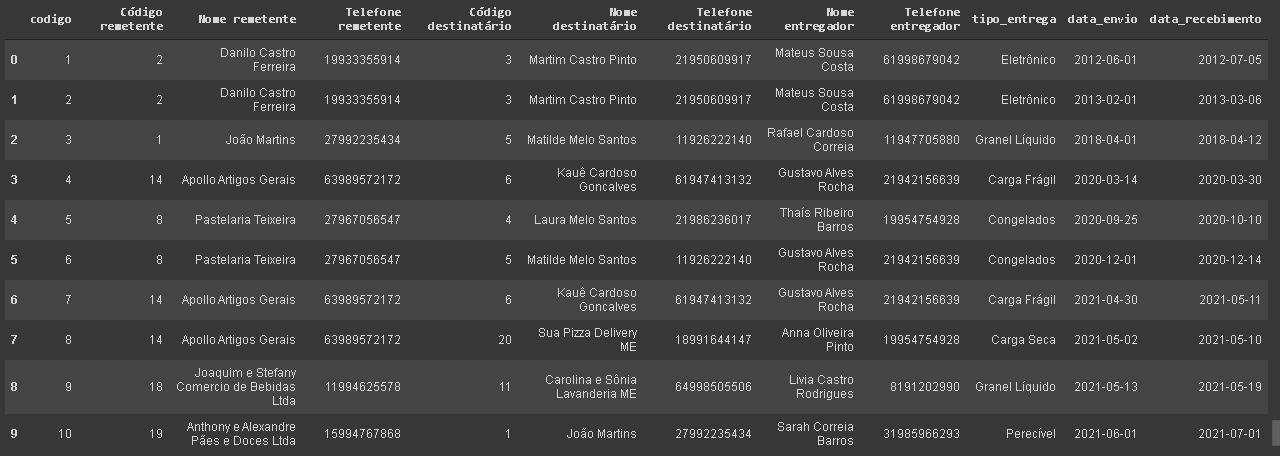 codigo Código remetente Nome remetente Telefone remetente Código destinatário Nome destinatário Telefone destinatário Nome entregador Telefone entregador tipo_entrega data_envio data_recebimento
0 1 2 Danilo Castro Ferreira 19933355914 3 Martim Castro Pinto 21950609917 Mateus Sousa Costa 61998679042 Eletrônico 2012-06-01 2012-07-05
1 2 2 Danilo Castro Ferreira 19933355914 3 Martim Castro Pinto 21950609917 Mateus Sousa Costa 61998679042 Eletrônico 2013-02-01 2013-03-06
2 3 1 João Martins 27992235434 5 Matilde Melo Santos 11926222140 Rafael Cardoso Correia 11947705880 Granel Líquido 2018-04-01 2018-04-12
3 4 14 Apollo Artigos Gerais 63989572172 6 Kauê Cardoso Goncalves 61947413132 Gustavo Alves Rocha 21942156639 Carga Frágil 2020-03-14 2020-03-30
4 5 8 Pastelaria Teixeira 27967056547 4 Laura Melo Santos 21986236017 Thaís Ribeiro Barros 19954754928 Congelados 2020-09-25 2020-10-10
5 6 8 Pastelaria Teixeira 27967056547 5 Matilde Melo Santos 11926222140 Gustavo Alves Rocha 21942156639 Congelados 2020-12-01 2020-12-14
6 7 14 Apollo Artigos Gerais 63989572172 6 Kauê Cardoso Goncalves 61947413132 Gustavo Alves Rocha 21942156639 Carga Frágil 2021-04-30 2021-05-11
7 8 14 Apollo Artigos Gerais 63989572172 20 Sua Pizza Delivery ME 18991644147 Anna Oliveira Pinto 19954754928 Carga Seca 2021-05-02 2021-05-10
8 9 18 Joaquim e Stefany Comercio de Bebidas Ltda 11994625578 11 Carolina e Sônia Lavanderia ME 64998505506 Livia Castro Rodrigues 8191202990 Granel Líquido 2021-05-13 2021-05-19
9 10 19 Anthony e Alexandre Pães e Doces Ltda 15994767868 1 João Martins 27992235434 Sarah Correia Barros 31985966293 Perecível 2021-06-01 2021-07-01